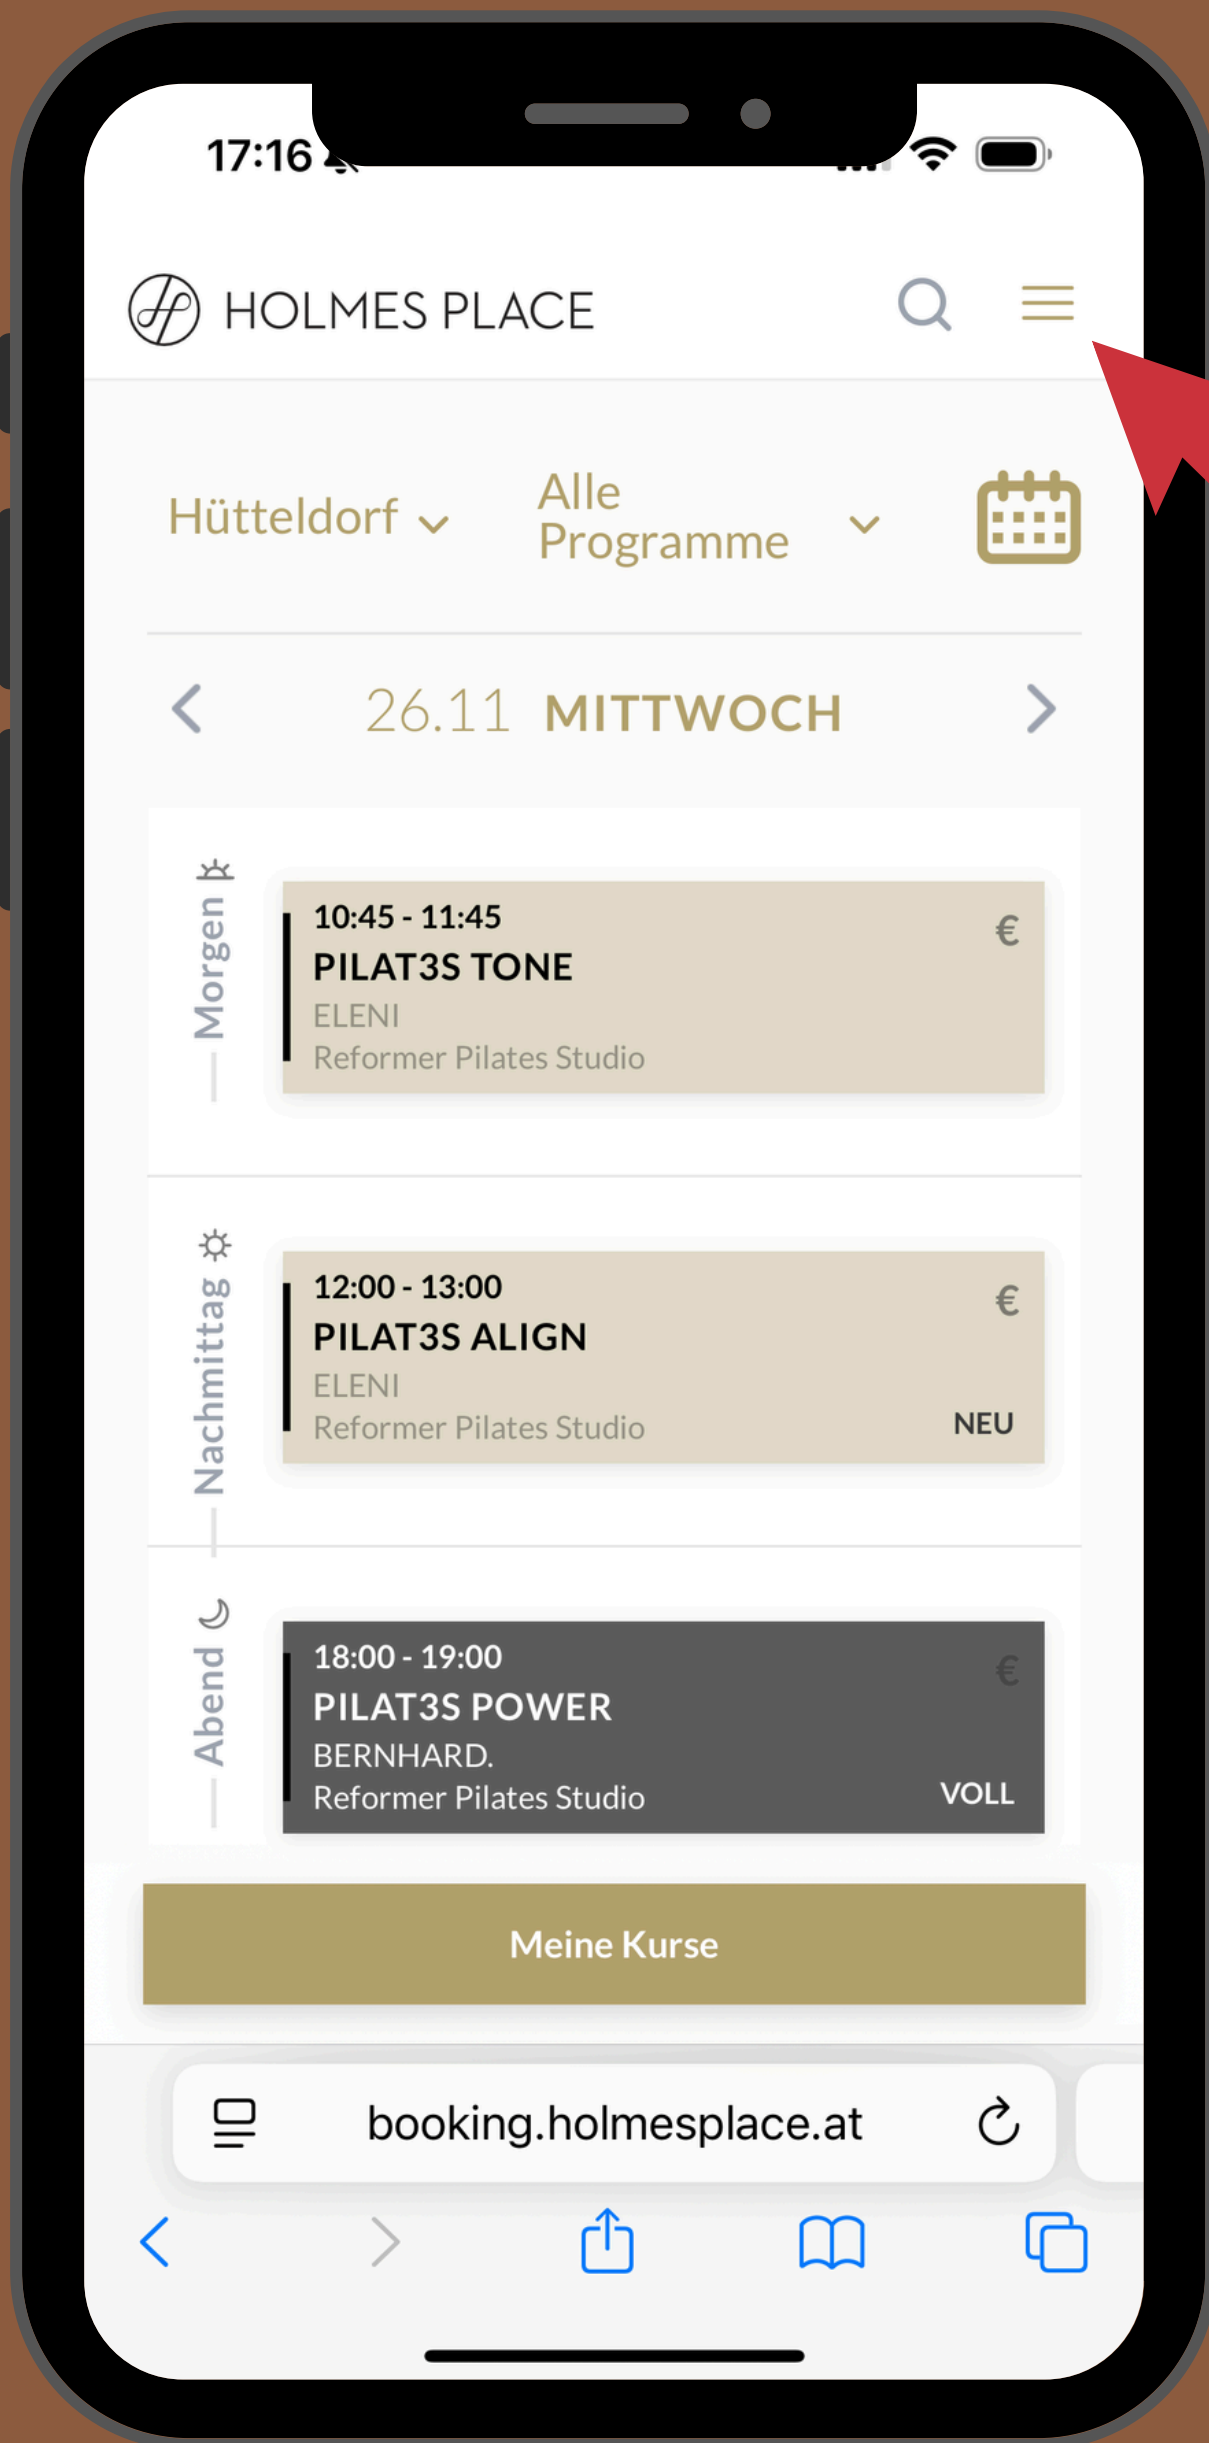 17:16
HOLMES PLACE
Hütteldorf
Alle
Programme
26.11 MITTWOCH
Morgen
10:45 - 11:45
€
PILAT3S TONE
ELENI
Reformer Pilates Studio
Nachmittag
12:00 - 13:00
€
PILAT3S ALIGN
ELENI
Reformer Pilates Studio
NEU
Abend
18:00 - 19:00
€
PILAT3S POWER
BERNHARD.
Reformer Pilates Studio
VOLL
Meine Kurse
booking.holmesplace.at